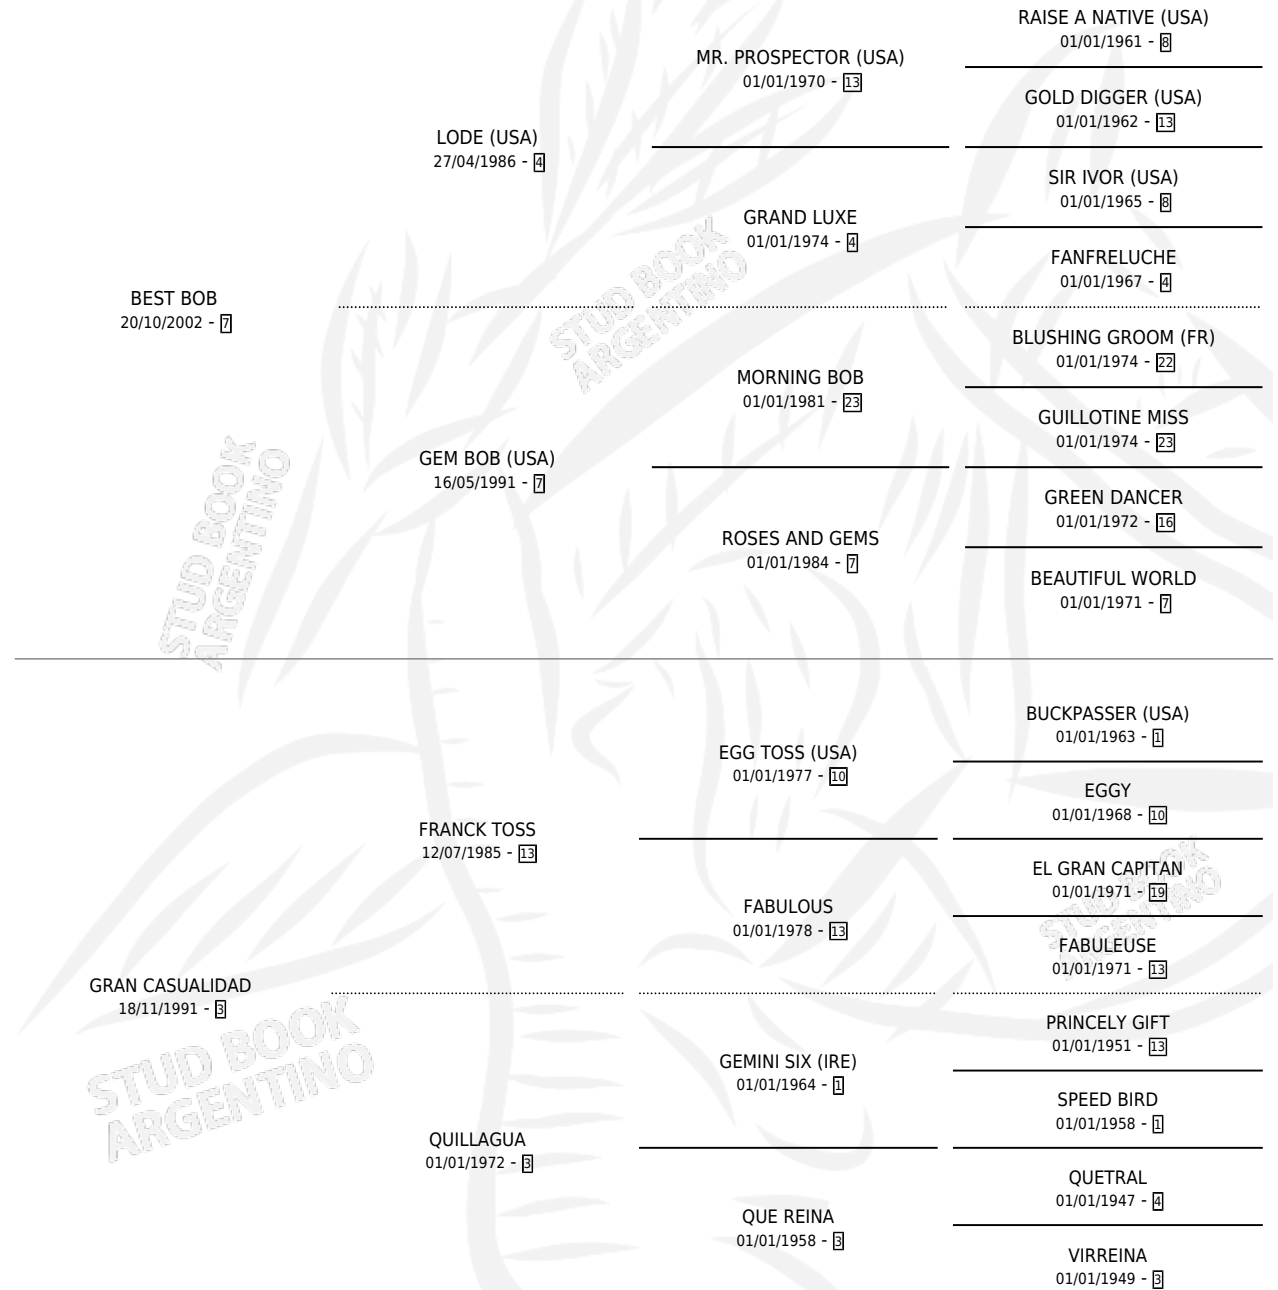 RAISE A NATIVE (USA)
01/01/1961 - 8
MR. PROSPECTOR (USA)
01/01/1970 - 13
GOLD DIGGER (USA)
01/01/1962 - 13
LODE (USA)
27/04/1986 - 4
SIR IVOR (USA)
01/01/1965 - 8
GRAND LUXE
01/01/1974 - 4
FANFRELUCHE
01/01/1967 - 4
BEST BOB
20/10/2002 - 7
BLUSHING GROOM (FR)
01/01/1974 - 22
MORNING BOB
01/01/1981 - 23
GUILLOTINE MISS
01/01/1974 - 23
GEM BOB (USA)
16/05/1991 - 7
GREEN DANCER
01/01/1972 - 16
ROSES AND GEMS
01/01/1984 - 7
BEAUTIFUL WORLD
01/01/1971 - 7
STUD BOOK
ARGENTINO
STUD BOOK
ARGENTINO
BUCKPASSER (USA)
01/01/1963 - 1
EGG TOSS (USA)
01/01/1977 - 10
EGGY
01/01/1968 - 10
FRANCK TOSS
12/07/1985 - 13
EL GRAN CAPITAN
01/01/1971 - 19
FABULOUS
01/01/1978 - 13
FABULEUSE
01/01/1971 - 13
GRAN CASUALIDAD
18/11/1991 - 3
PRINCELY GIFT
01/01/1951 - 13
GEMINI SIX (IRE)
01/01/1964 - 1
SPEED BIRD
01/01/1958 - 1
QUILLAGUA
01/01/1972 - 3
QUETRAL
01/01/1947 - 4
QUE REINA
01/01/1958 - 3
VIRREINA
01/01/1949 - 3
STUD BOOK
ARGENTINO
STUD BOOK
ARGENTINO